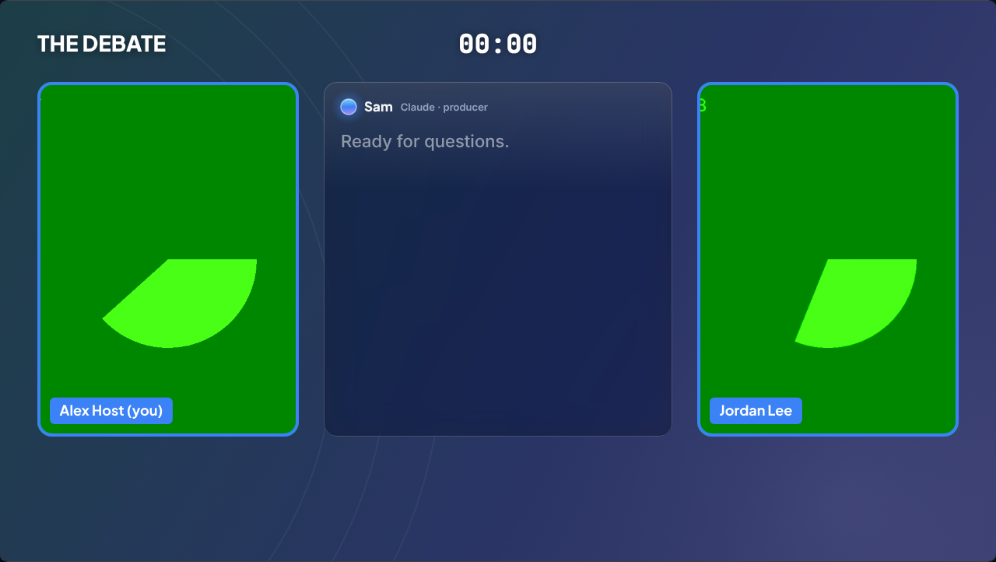 THE DEBATE
00:00
Sam Claude · producer
Ready for questions.
Alex Host (you)
Jordan Lee